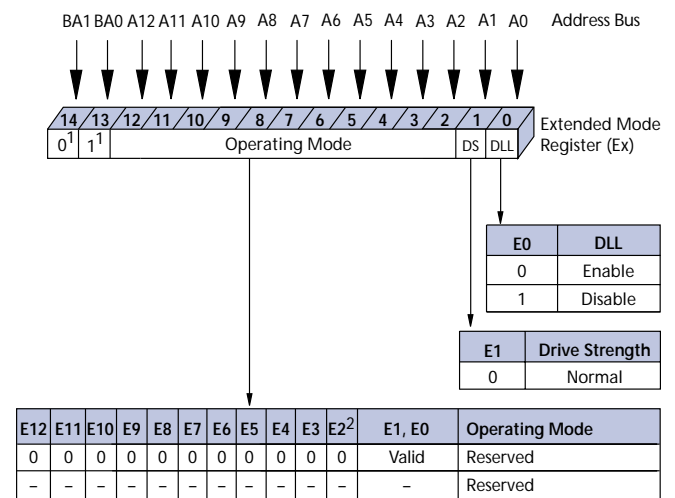 BA1 BA0 A12 A11 A10 A9 A8 A7 A6 A5 A4 A3 A2 A1 A0 Address Bus
14 13 12 11 10 9 8 7 6 5 4 3 2 1 0 Extended Mode
0¹ 1¹ Operating Mode DS DLL Register (Ex)
E0 DLL
0 Enable
1 Disable
E1 Drive Strength
0 Normal
E12 E11 E10 E9 E8 E7 E6 E5 E4 E3 E2² E1, E0 Operating Mode
0 0 0 0 0 0 0 0 0 0 0 Valid Reserved
– – – – – – – – – – – – Reserved